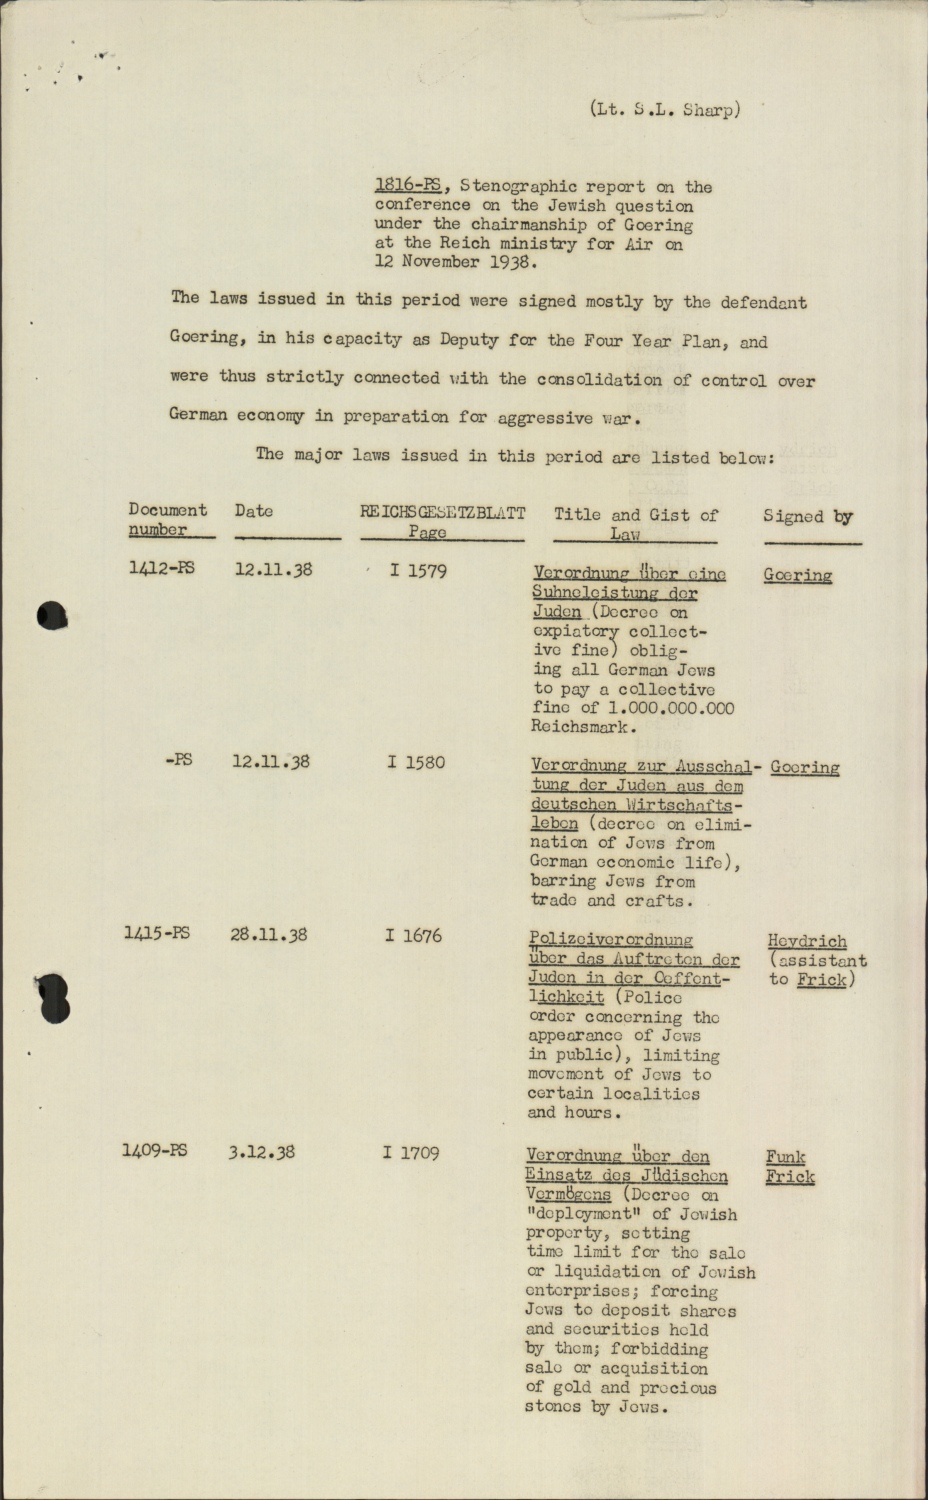 (Lt. S.L. Sharp)
1816-PS, Stenographic report on the
conference on the Jewish question
under the chairmanship of Goering
at the Reich ministry for Air on
12 November 1938.
The laws issued in this period were signed mostly by the defendant
Goering, in his capacity as Deputy for the Four Year Plan, and
were thus strictly connected with the consolidation of control over
German economy in preparation for aggressive war.
The major laws issued in this period are listed below:
Document number
Date
REICHSGESETZBLATT Page
Title and Gist of Law
Signed by
1412-PS 12.11.38 I 1579 Verordnung über eine Goering
Suhneleistung der
Juden (Decree on
expiatory collect-
ive fine) oblig-
ing all German Jews
to pay a collective
fine of 1.000.000.000
Reichsmark.
-PS 12.11.38 I 1580 Verordnung zur Ausschal- Goering
tung der Juden aus dem
deutschen Wirtschafts-
leben (decree on elimi-
nation of Jews from
German economic life),
barring Jews from
trade and crafts.
1415-PS 28.11.38 I 1676 Polizeiverordnung Heydrich
über das Auftreten der (assistant
Juden in der Oeffent- to Frick)
lichkeit (Police
order concerning the
appearance of Jews
in public), limiting
movement of Jews to
certain localities
and hours.
1409-PS 3.12.38 I 1709 Verordnung über den Funk
Einsatz des Jüdischen Frick
Vermögens (Decree on
"deployment" of Jewish
property, setting
time limit for the sale
or liquidation of Jewish
enterprises; forcing
Jews to deposit shares
and securities held
by them; forbidding
sale or acquisition
of gold and precious
stones by Jews.